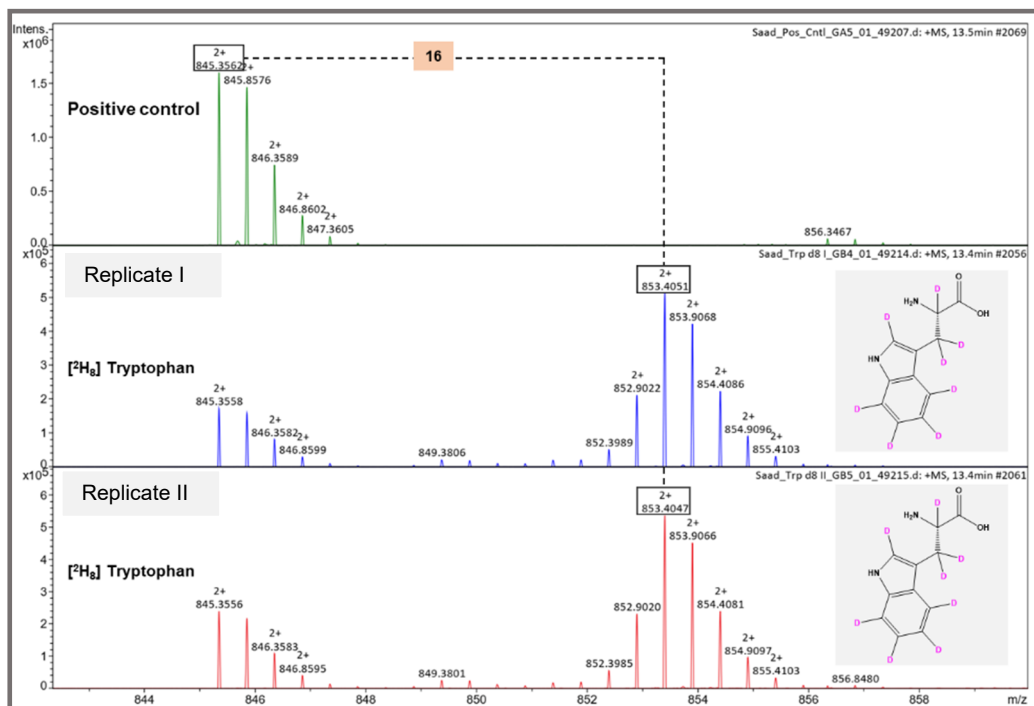 Intens.
x10⁶
Saad_Pos_Cntl_GA5_01_49207.d: +MS, 13.5min #2069
2+
845.3562
2+
845.8576
16
1.5
Positive control
1.0
2+
846.3589
0.5
2+
846.8602
2+
847.3605
856.3467
0.0
x10⁵
Saad_Trp d8 I_GB4_01_49214.d: +MS, 13.4min #2056
6
Replicate I
2+
853.4051
5
2+
853.9068
4
[²H₈] Tryptophan
3
2+
852.9022
2+
854.4086
2
2+
845.3558
1
2+
846.3582
2+
846.8599
849.3806
852.3989
2+
854.9096
2+
855.4103
0
H₂N
D
O
OH
D
D
D
HN
D
D
D
D
x10⁵
Saad_Trp d8 II_GB5_01_49215.d: +MS, 13.4min #2061
6
Replicate II
2+
853.4047
5
2+
853.9066
4
[²H₈] Tryptophan
3
2+
845.3556
852.9020
2+
854.4081
2
2+
846.3583
1
2+
846.8595
849.3801
852.3985
2+
854.9097
2+
855.4103
856.8480
0
H₂N
D
O
OH
D
D
D
HN
D
D
D
D
844 846 848 850 852 854 856 858 m/z